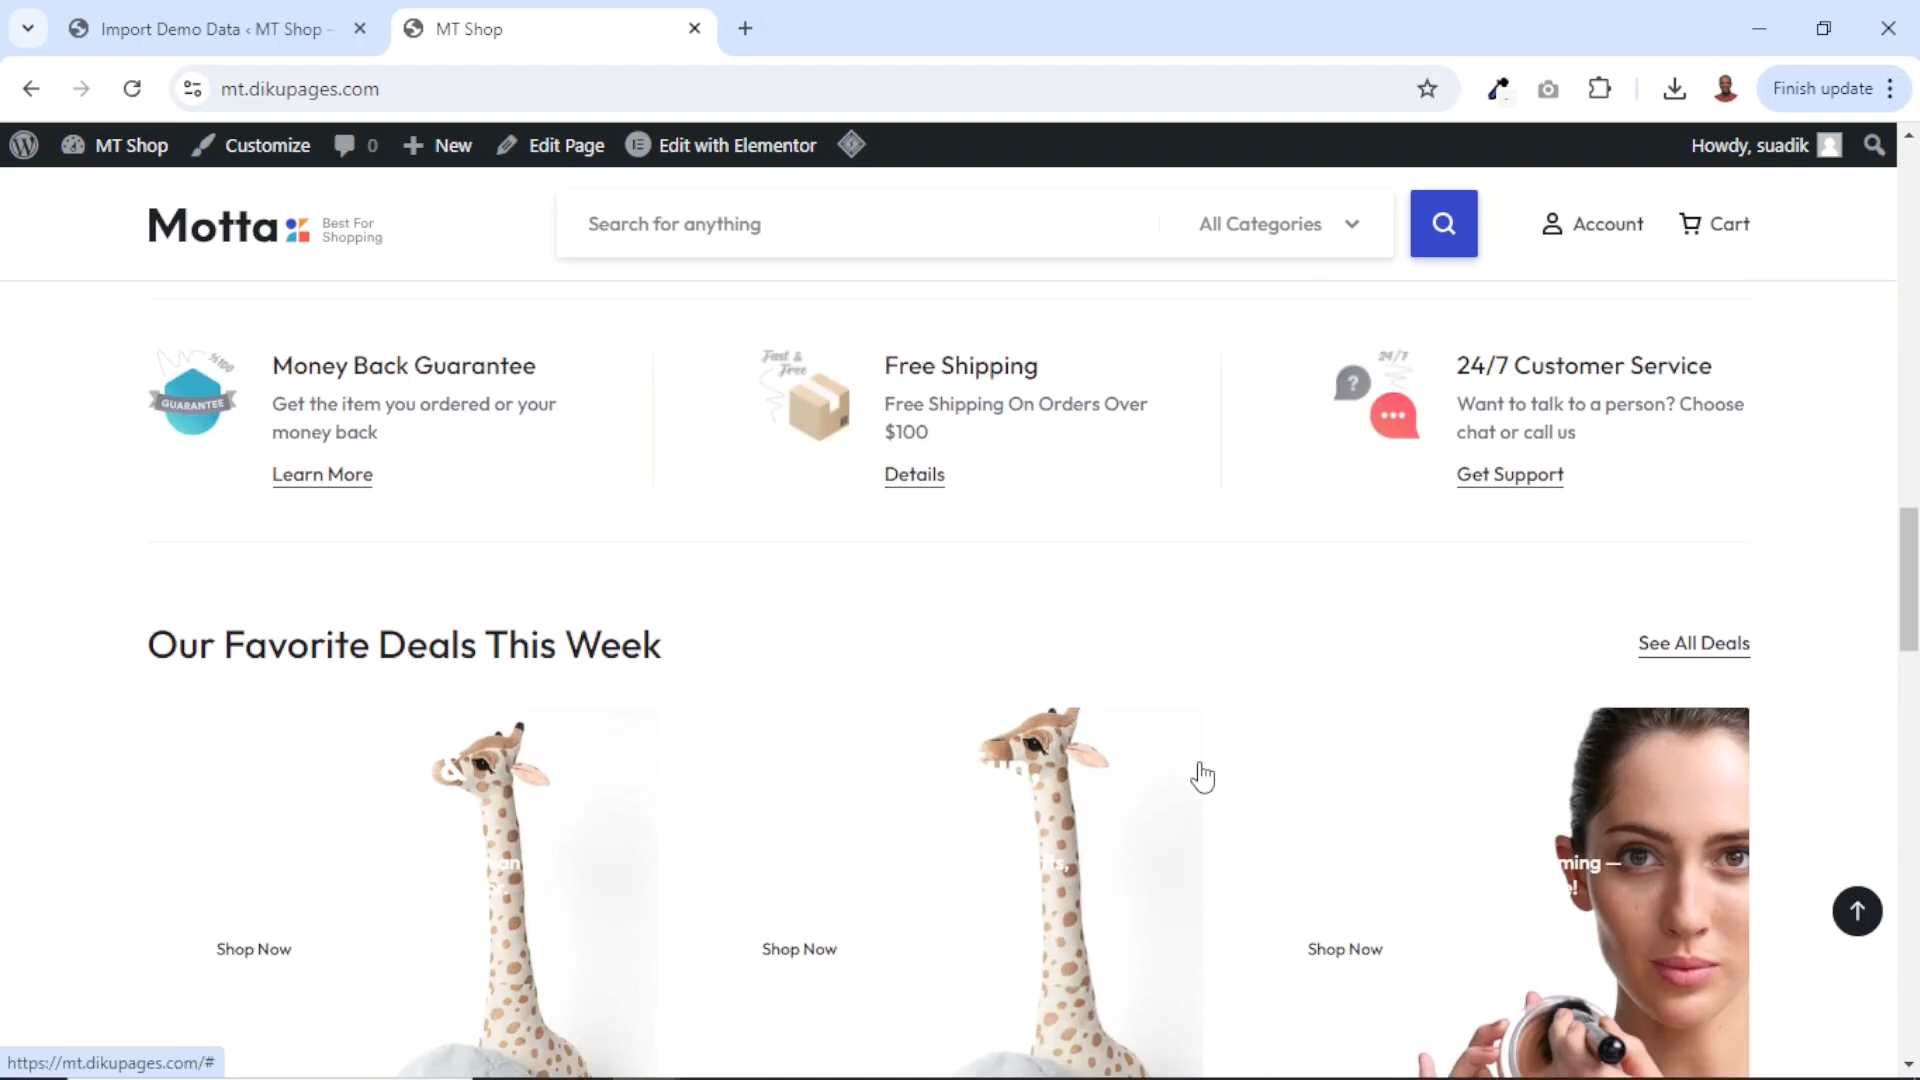 Import Demo Data ‹ MT Shop -
MT Shop
mt.dikupages.com
Finish update
MT Shop
Customize
0
New
Edit Page
Edit with Elementor
Howdy, suadik
Motta
Best For
Shopping
Search for anything
All Categories
Account
Cart
%100
GUARANTEE
Money Back Guarantee
Get the item you ordered or your
money back
Learn More
Fast &
Free
Free Shipping
Free Shipping On Orders Over
$100
Details
24/7
24/7 Customer Service
Want to talk to a person? Choose
chat or call us
Get Support
Our Favorite Deals This Week
See All Deals
&
Shop Now
Shop Now
Shop Now
https://mt.dikupages.com/#